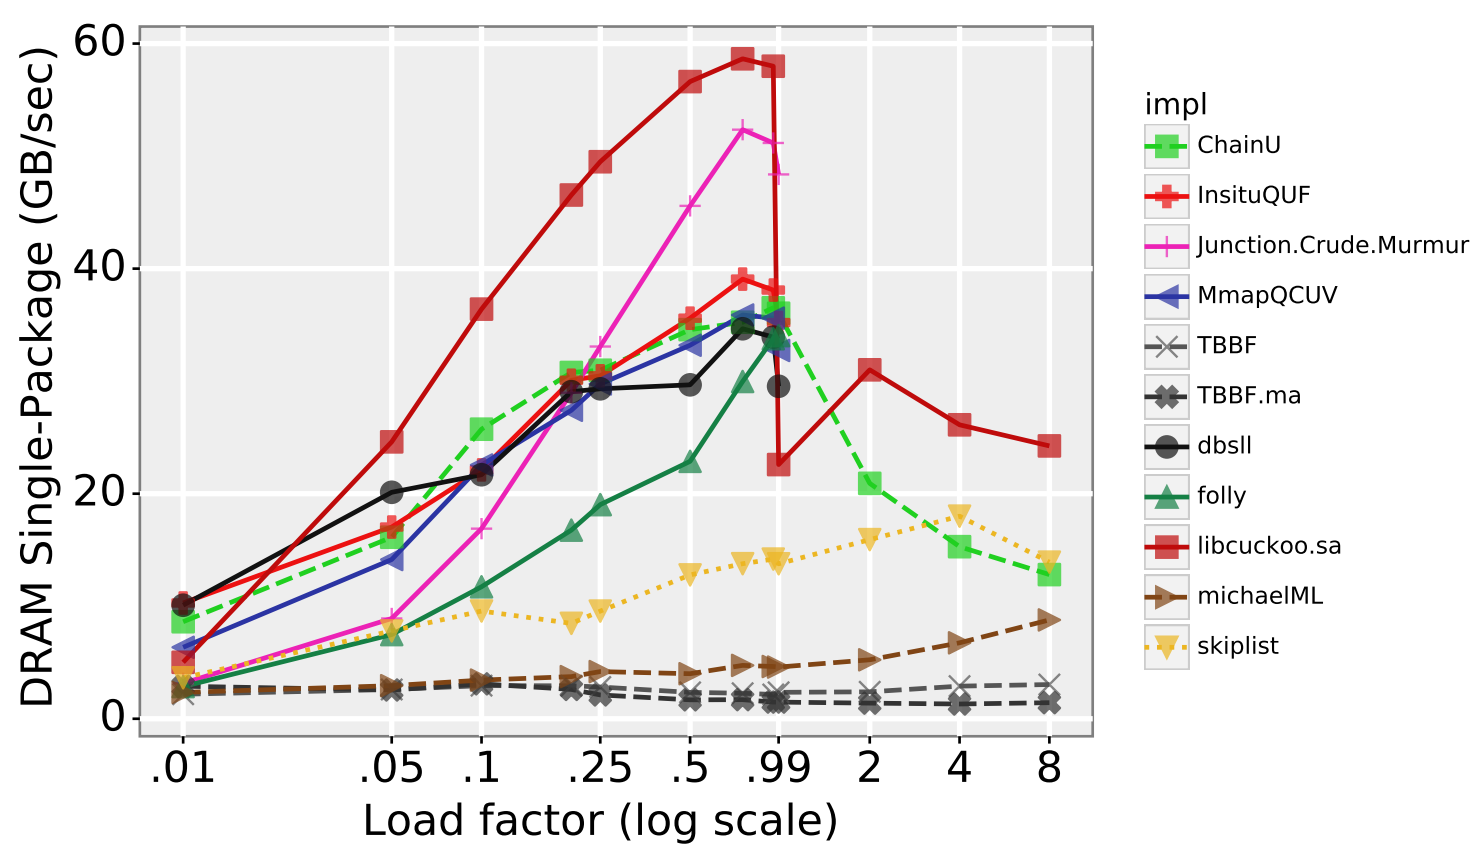 DRAM Single-Package (GB/sec)
60
40
20
0
.01 .05 .1 .25 .5 .99 2 4 8
Load factor (log scale)
impl
ChainU
InsituQUF
Junction.Crude.Murmur
MmapQCUV
TBBF
TBBF.ma
dbsll
folly
libcuckoo.sa
michaelML
skiplist